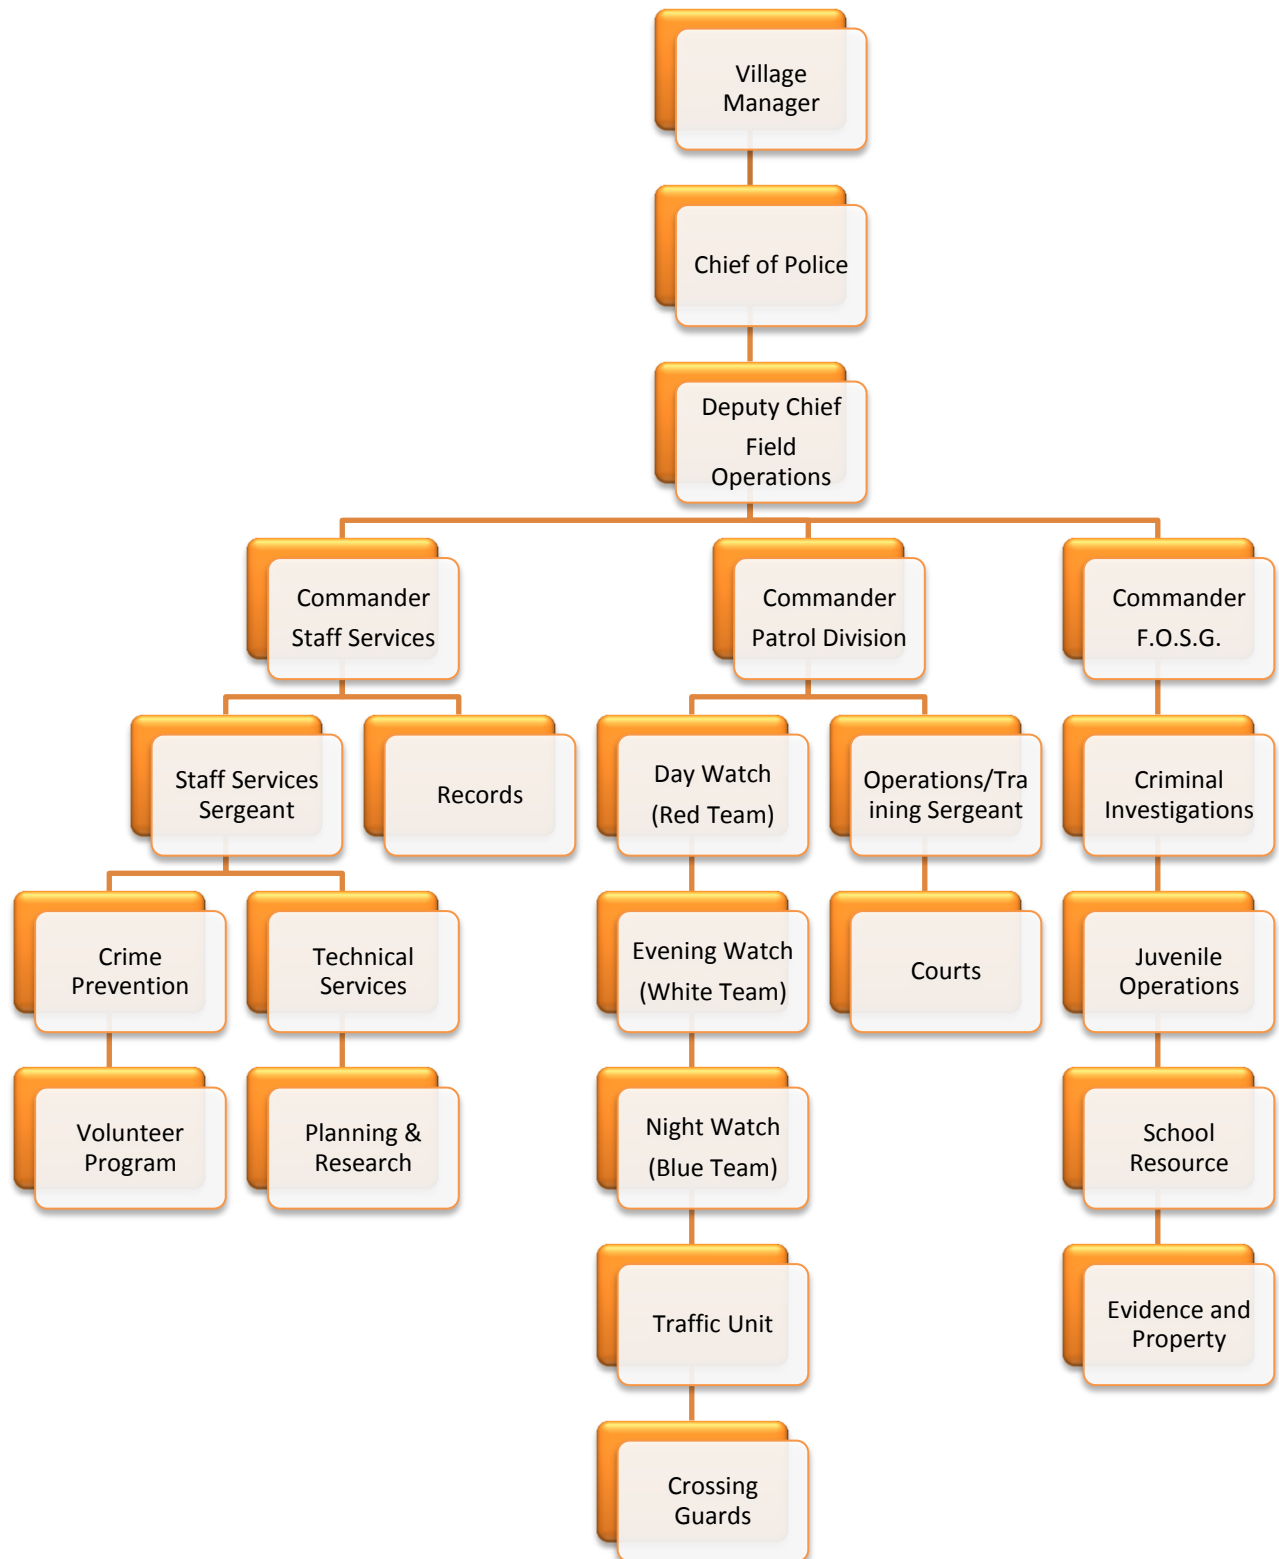 Village
Manager
Chief of Police
Deputy Chief
Field
Operations
Commander
Staff Services
Commander
Patrol Division
Commander
F.O.S.G.
Staff Services
Sergeant
Records
Day Watch
(Red Team)
Operations/Tra
ining Sergeant
Criminal
Investigations
Crime
Prevention
Technical
Services
Evening Watch
(White Team)
Courts
Juvenile
Operations
Volunteer
Program
Planning &
Research
Night Watch
(Blue Team)
School
Resource
Traffic Unit
Evidence and
Property
Crossing
Guards